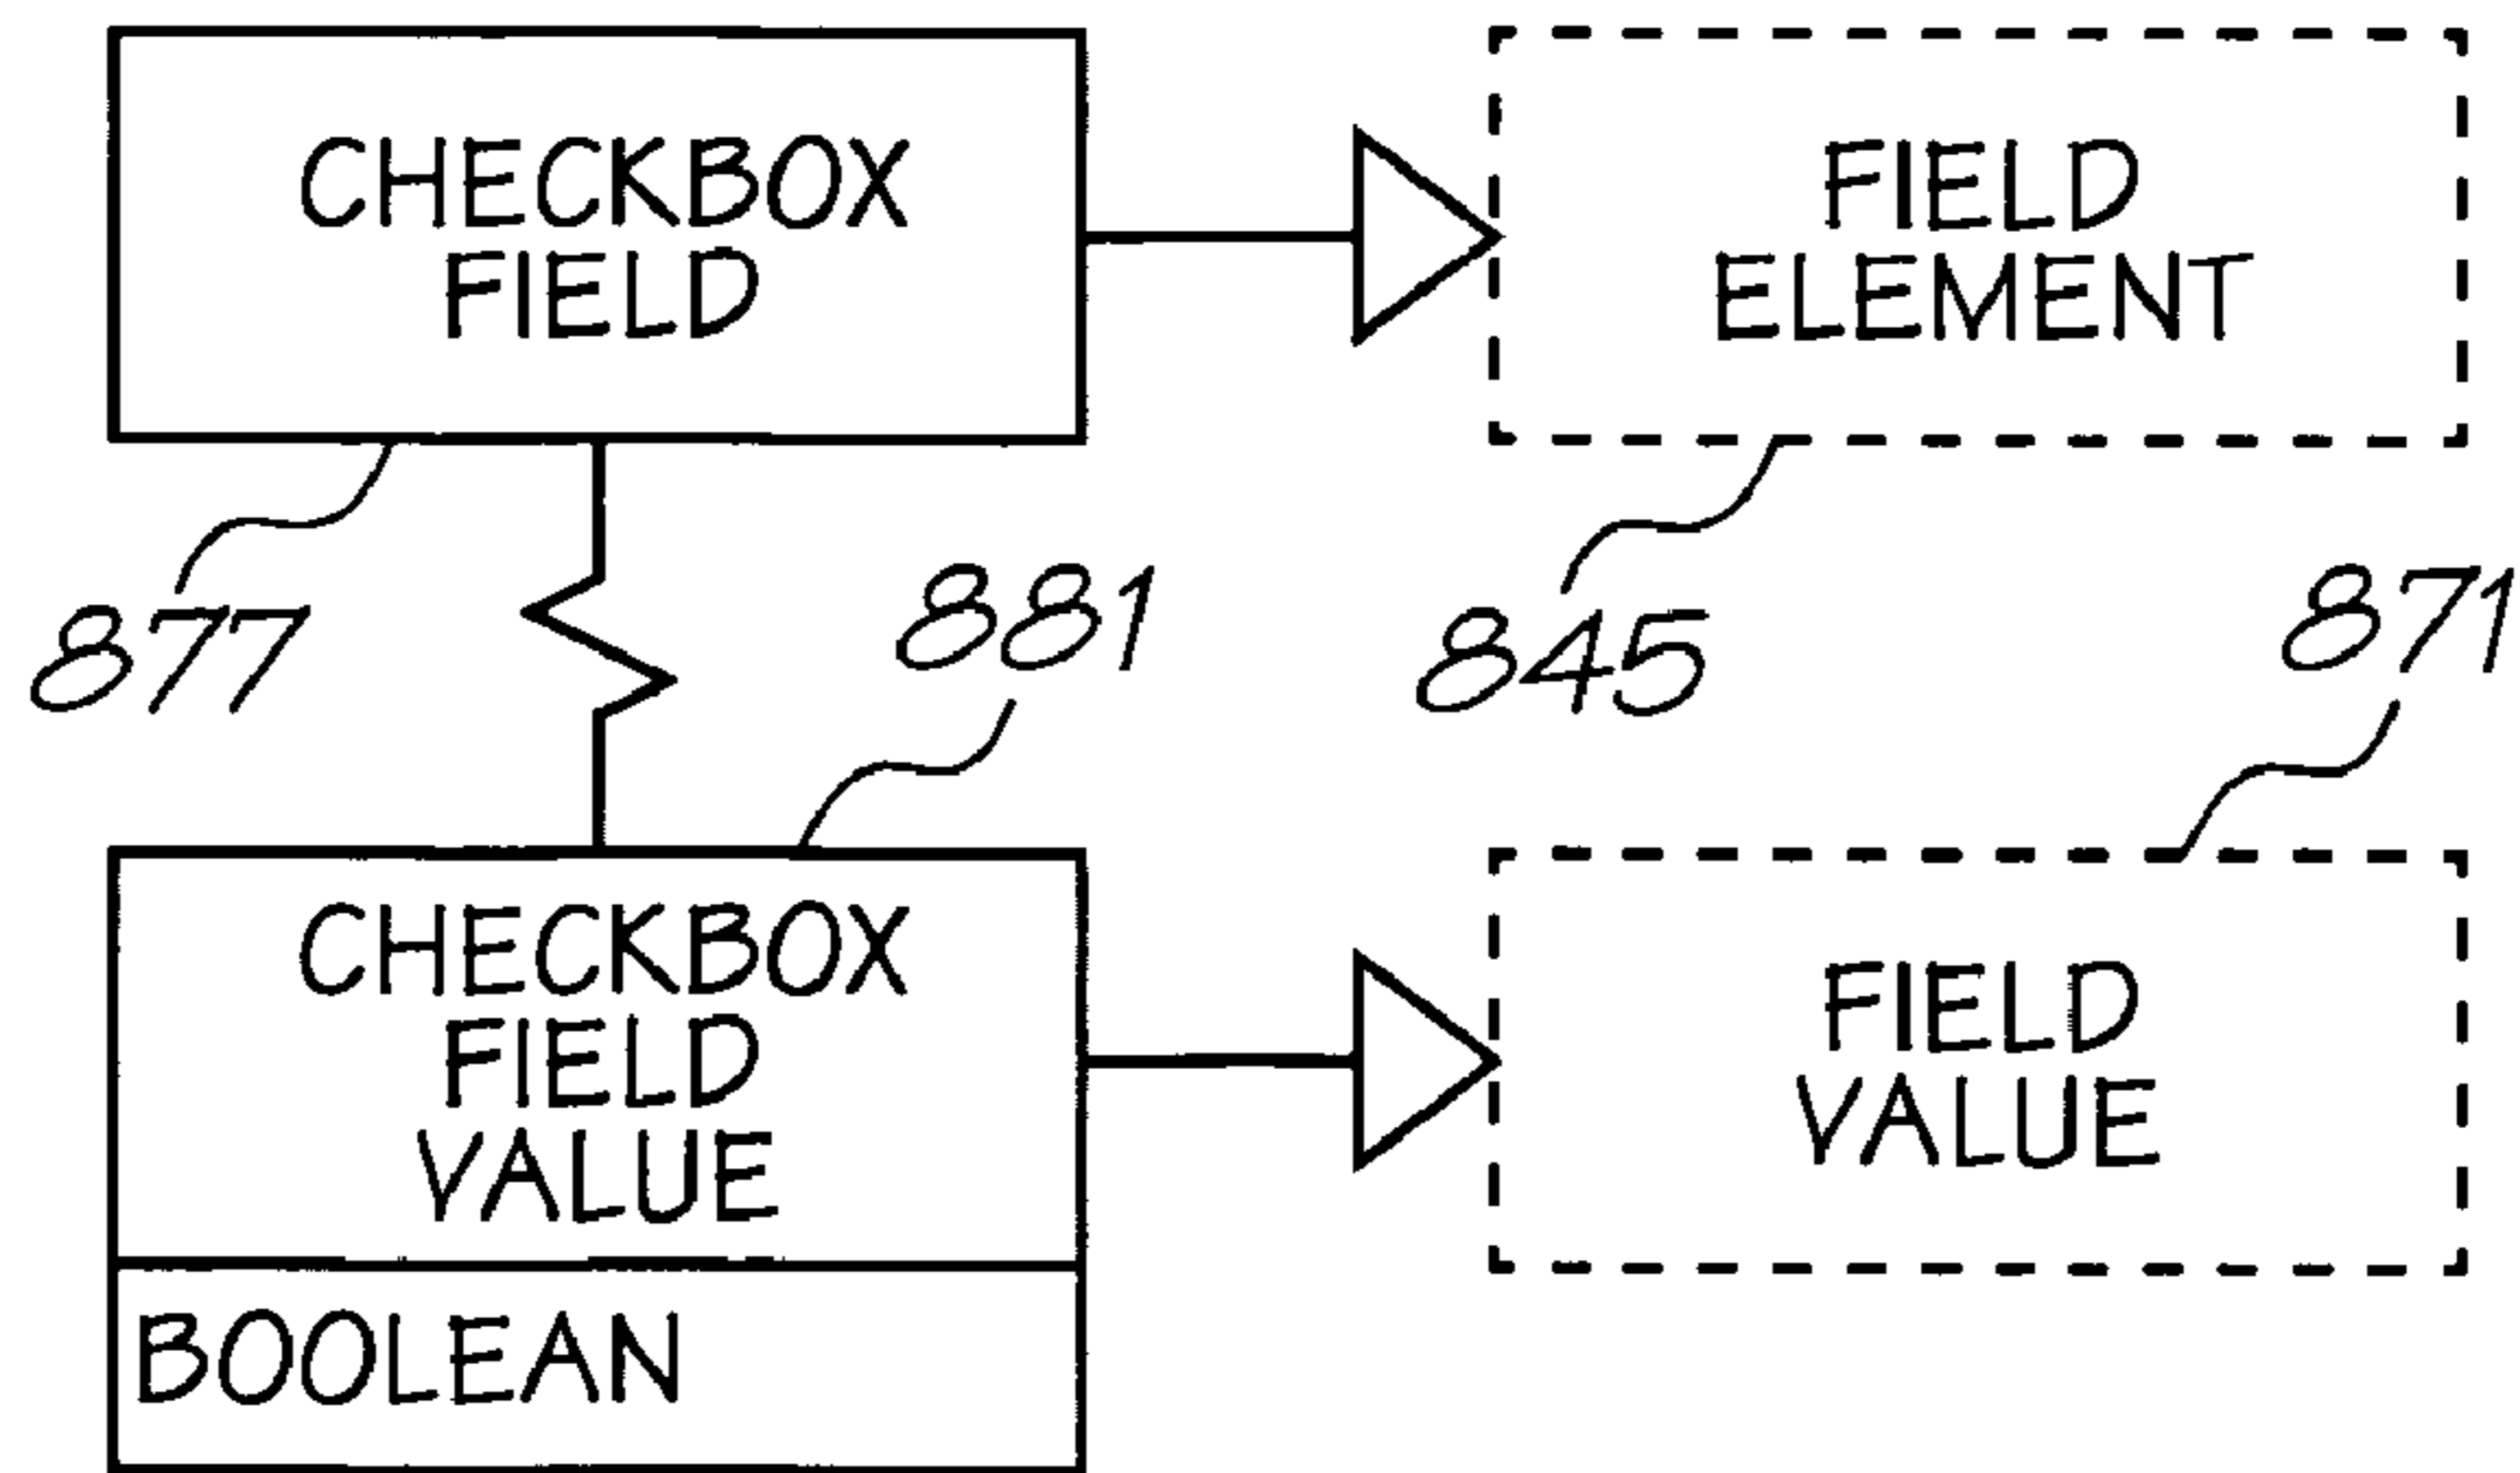 CHECKBOX
FIELD
FIELD
ELEMENT
877
881
845
871
CHECKBOX
FIELD
VALUE
FIELD
VALUE
BOOLEAN